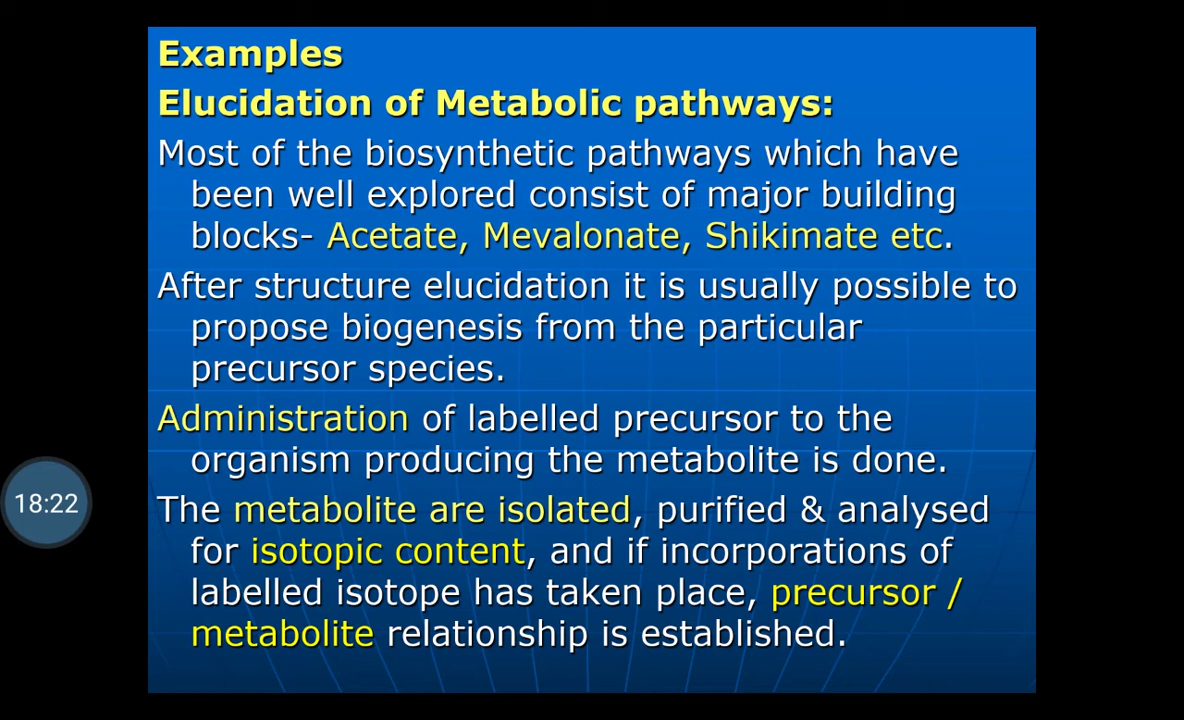 Examples
Elucidation of Metabolic pathways:
Most of the biosynthetic pathways which have
been well explored consist of major building
blocks- Acetate, Mevalonate, Shikimate etc.
After structure elucidation it is usually possible to
propose biogenesis from the particular
precursor species.
Administration of labelled precursor to the
organism producing the metabolite is done.
18:22
The metabolite are isolated, purified & analysed
for isotopic content, and if incorporations of
labelled isotope has taken place, precursor /
metabolite relationship is established.